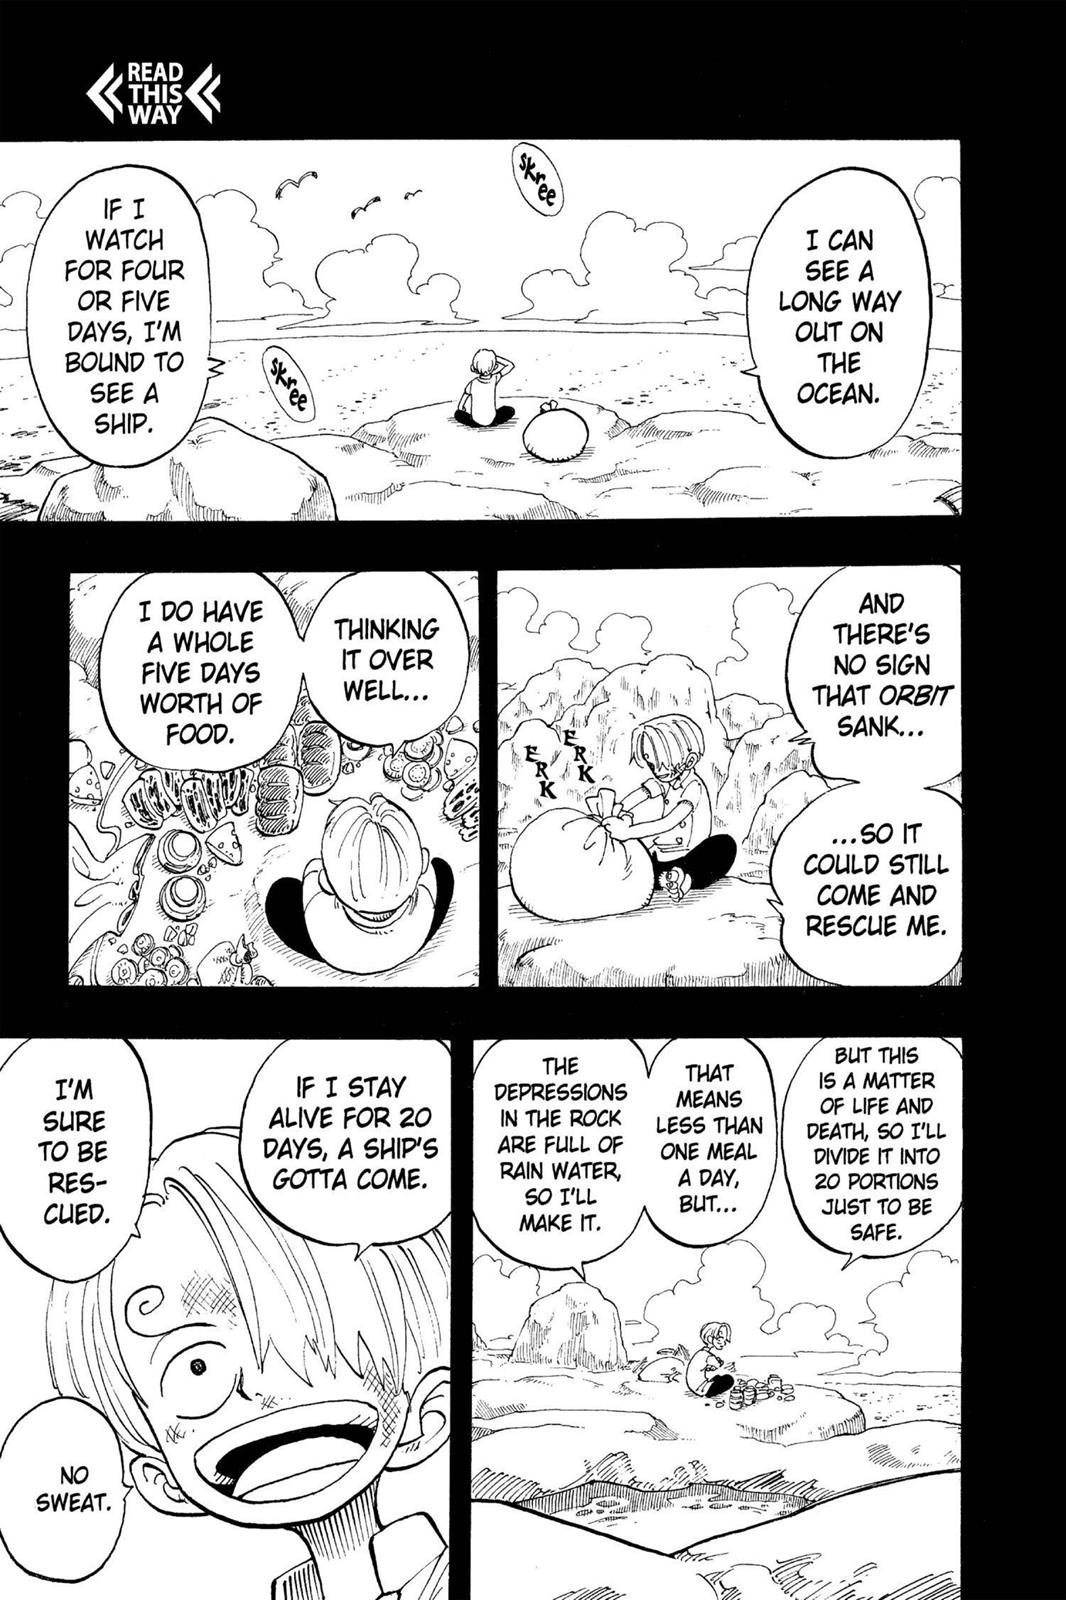 READ
THIS
WAY
I CAN
SEE A
LONG WAY
OUT ON
THE
OCEAN.
SKREE
SKREE
IF I
WATCH
FOR FOUR
OR FIVE
DAYS, I'M
BOUND TO
SEE A
SHIP.
AND
THERE'S
NO SIGN
THAT ORBIT
SANK...
...SO IT
COULD STILL
COME AND
RESCUE ME.
ERK
ERK
THINKING
IT OVER
WELL...
I DO HAVE
A WHOLE
FIVE DAYS
WORTH OF
FOOD.
BUT THIS
IS A MATTER
OF LIFE AND
DEATH, SO I'LL
DIVIDE IT INTO
20 PORTIONS
JUST TO BE
SAFE.
THAT
MEANS
LESS THAN
ONE MEAL
A DAY,
BUT...
THE
DEPRESSIONS
IN THE ROCK
ARE FULL OF
RAIN WATER,
SO I'LL
MAKE IT.
IF I STAY
ALIVE FOR 20
DAYS, A SHIP'S
GOTTA COME.
I'M
SURE
TO BE
RES-
CUED.
NO
SWEAT.